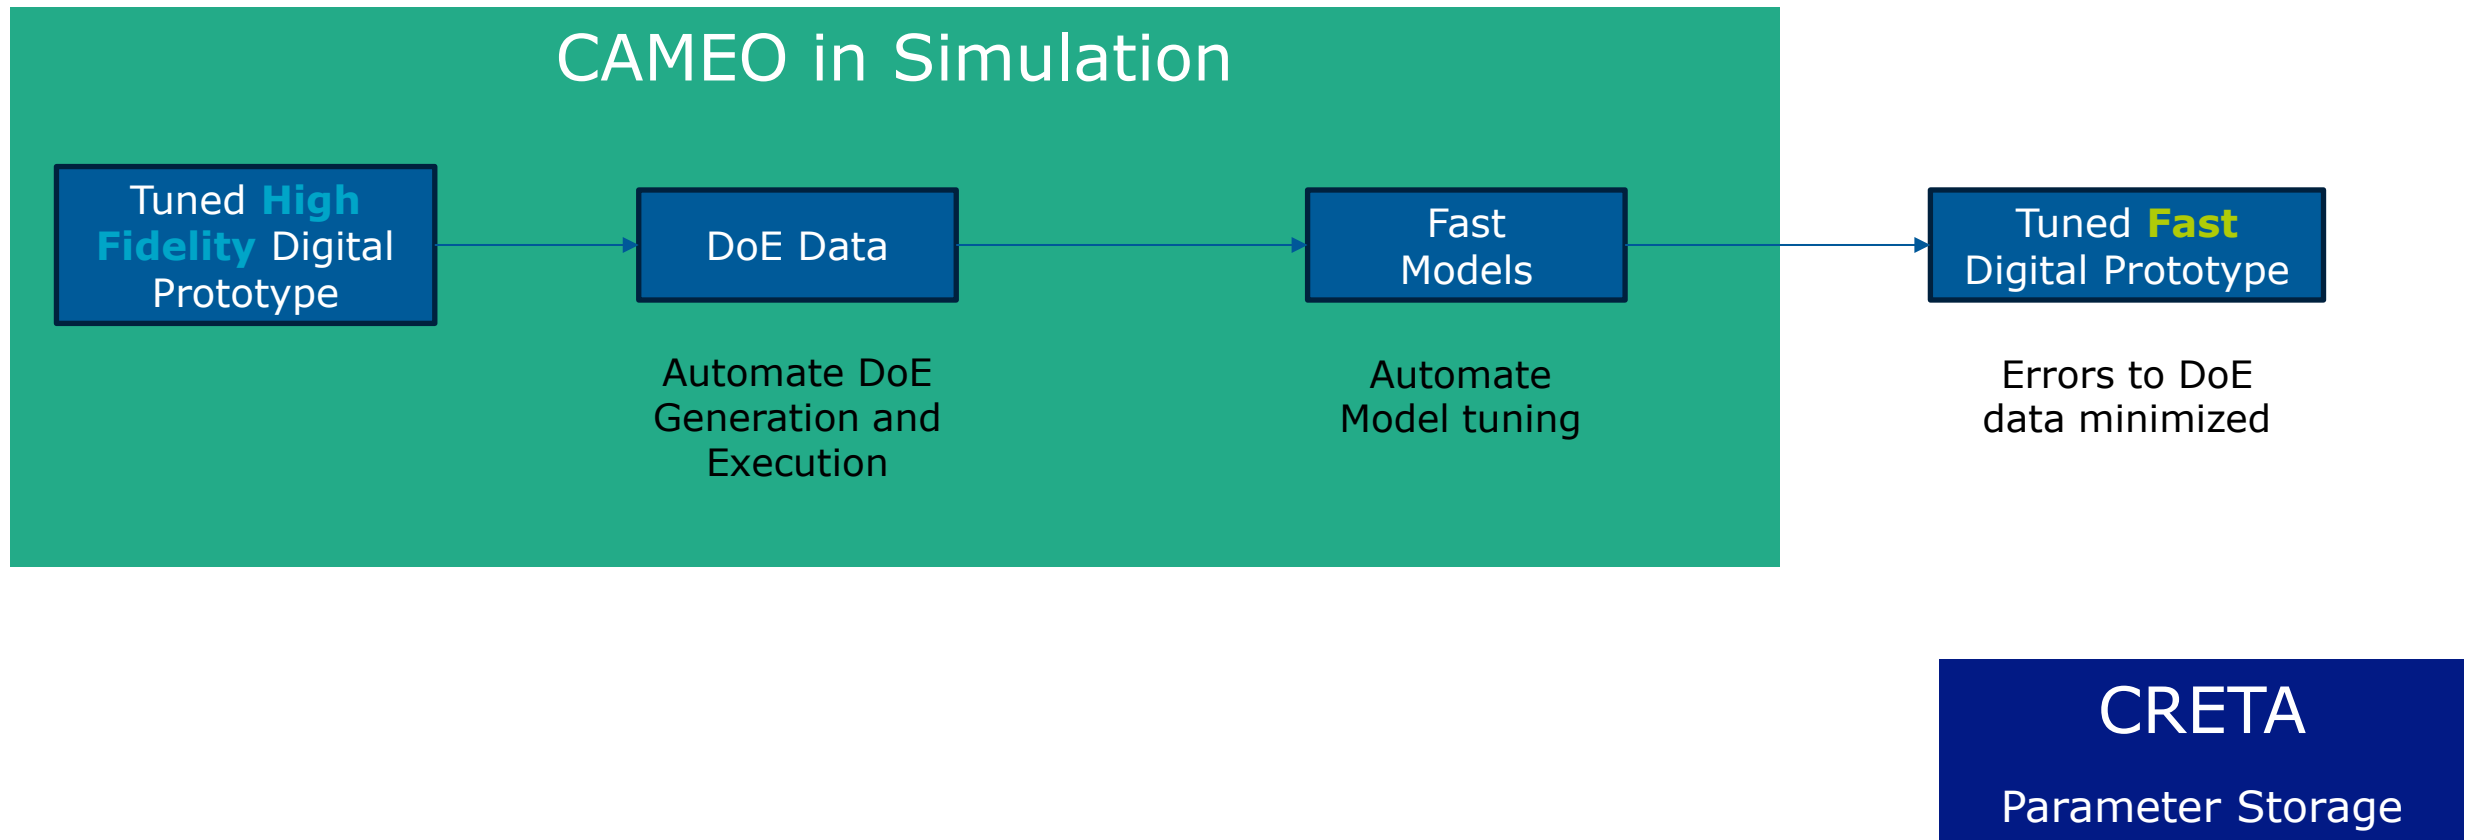 CAMEO in Simulation
Tuned High
Fidelity Digital
Prototype
DoE Data
Fast
Models
Tuned Fast
Digital Prototype
Automate DoE
Generation and
Execution
Automate
Model tuning
Errors to DoE
data minimized
CRETA
Parameter Storage